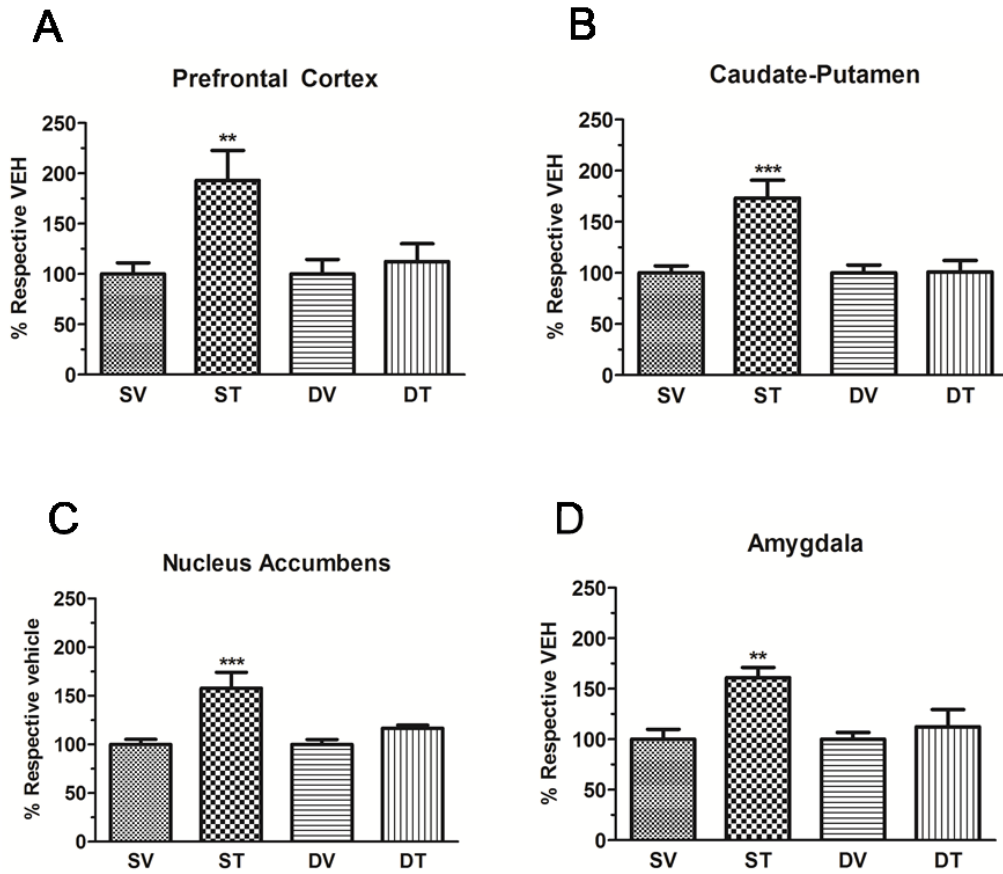 A
Prefrontal Cortex
% Respective VEH
250
200
150
100
50
0
**
SV ST DV DT
B
Caudate-Putamen
% Respective VEH
250
200
150
100
50
0
***
SV ST DV DT
C
Nucleus Accumbens
% Respective vehicle
250
200
150
100
50
0
***
SV ST DV DT
D
Amygdala
% Respective VEH
250
200
150
100
50
0
**
SV ST DV DT